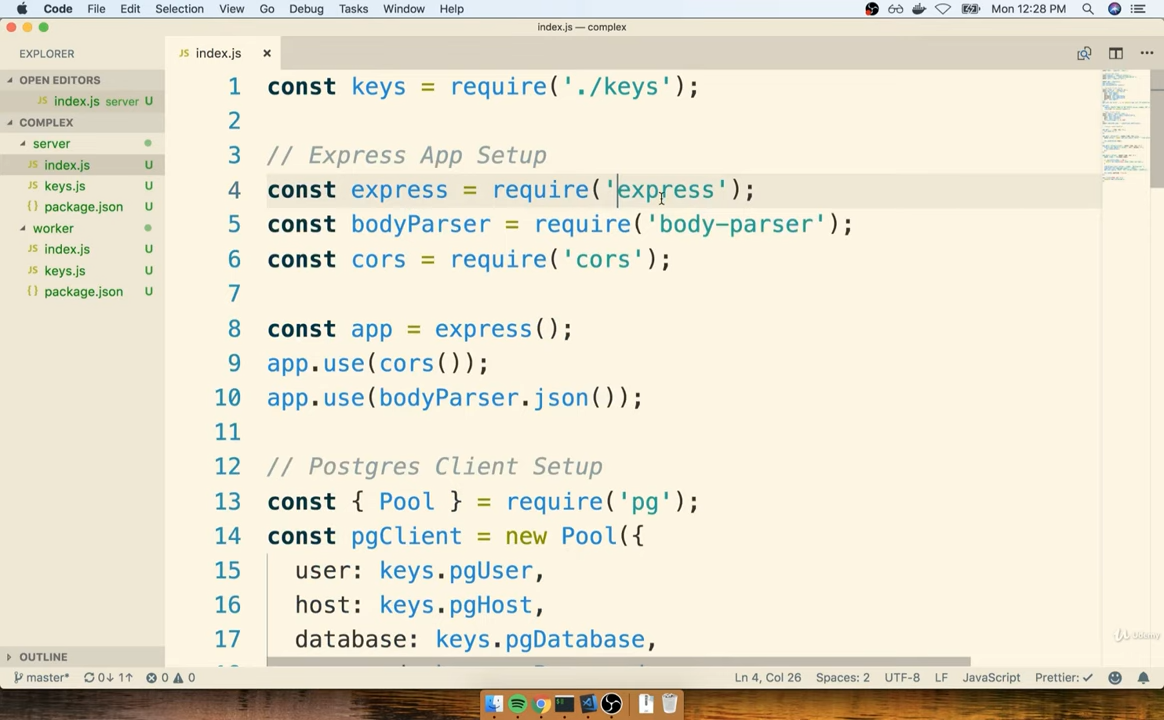 Code File Edit Selection View Go Debug Tasks Window Help Mon 12:28 PM
index.js — complex
EXPLORER
OPEN EDITORS
index.js server U
COMPLEX
server
index.js U
keys.js U
package.json U
worker
index.js U
keys.js U
package.json U
OUTLINE
JS index.js ×
1 const keys = require('./keys');
2
3 // Express App Setup
4 const express = require('express');
5 const bodyParser = require('body-parser');
6 const cors = require('cors');
7
8 const app = express();
9 app.use(cors());
10 app.use(bodyParser.json());
11
12 // Postgres Client Setup
13 const { Pool } = require('pg');
14 const pgClient = new Pool({
15 user: keys.pgUser,
16 host: keys.pgHost,
17 database: keys.pgDatabase,
Udemy
master* 0↓ 1↑ 0 0 Ln 4, Col 26 Spaces: 2 UTF-8 LF JavaScript Prettier: ✓